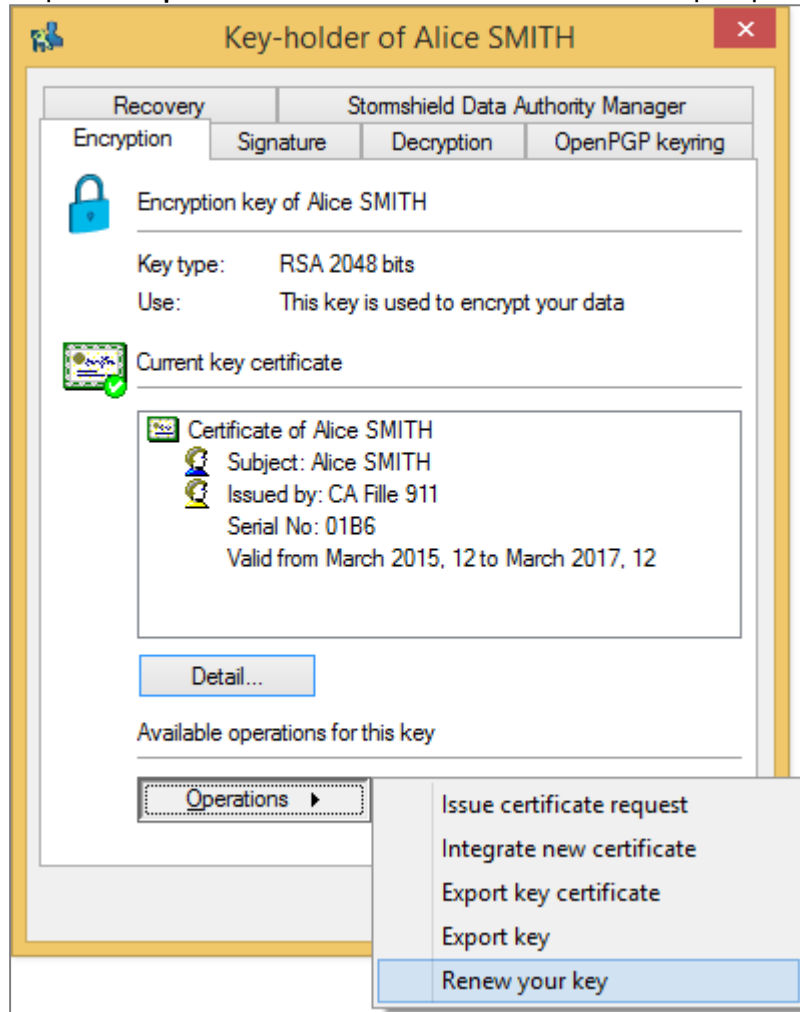 Key-holder of Alice SMITH
Recovery
Stormshield Data Authority Manager
Encryption
Signature
Decryption
OpenPGP keyring
Encryption key of Alice SMITH
Key type: RSA 2048 bits
Use: This key is used to encrypt your data
Current key certificate
Certificate of Alice SMITH
Subject: Alice SMITH
Issued by: CA Fille 911
Serial No: 01B6
Valid from March 2015, 12 to March 2017, 12
Detail...
Available operations for this key
Operations
Issue certificate request
Integrate new certificate
Export key certificate
Export key
Renew your key